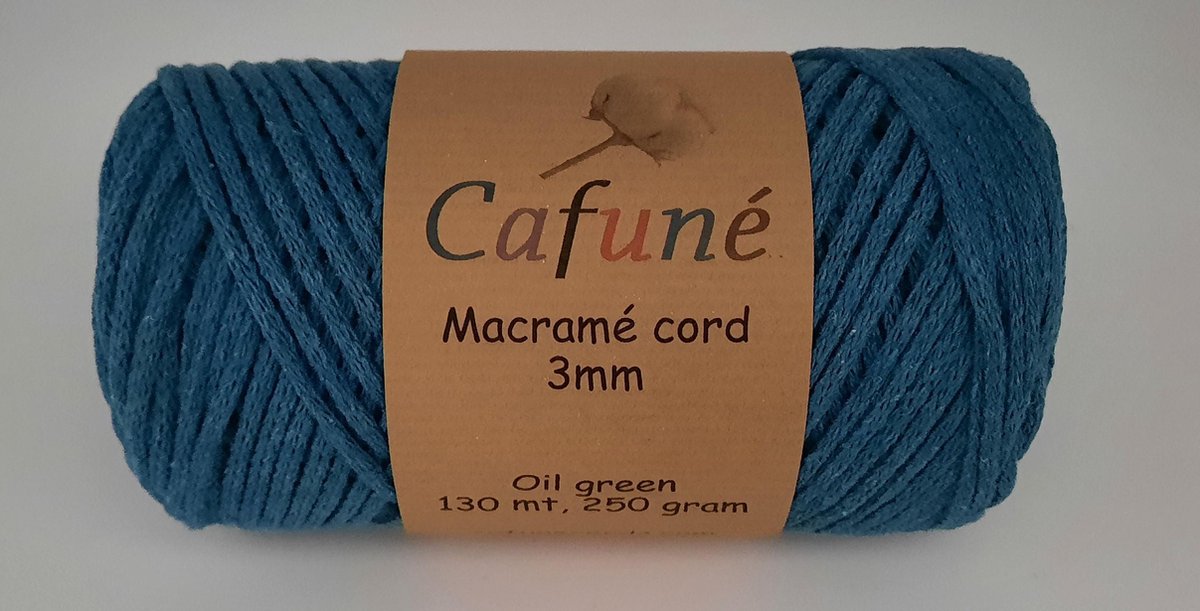 Cafuné
Macramé cord
3mm
Oil green
130 mt, 250 gram